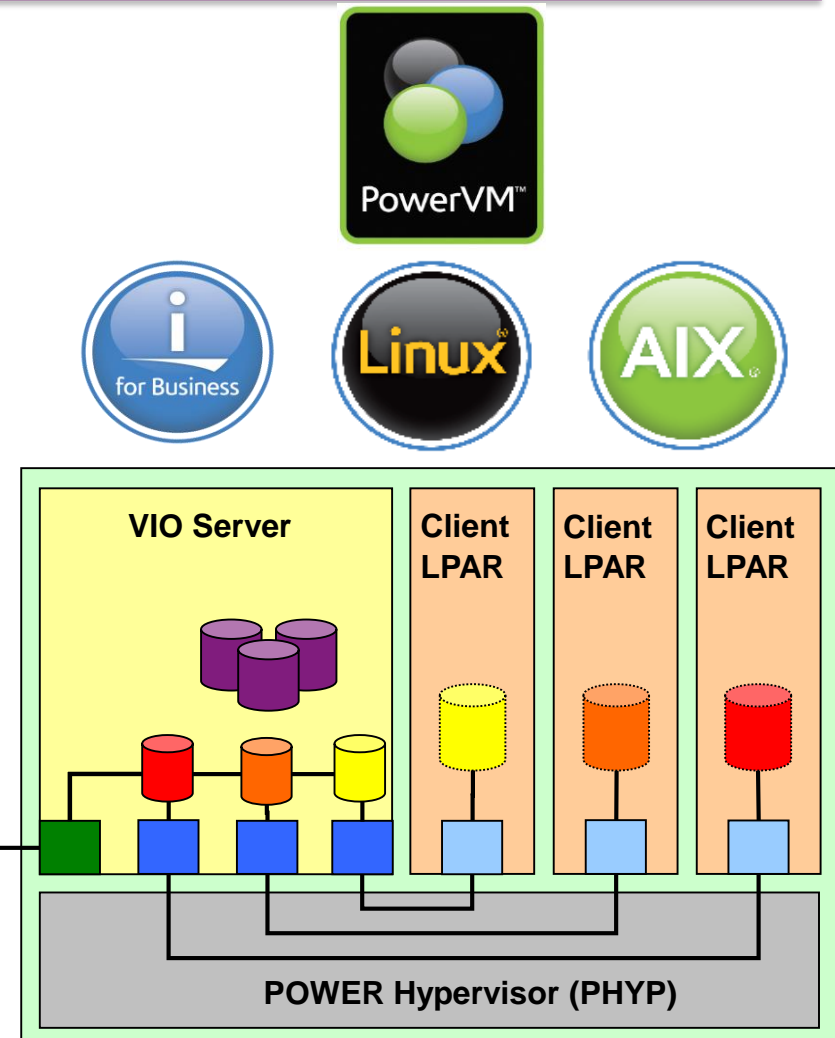 PowerVM™
i
for Business
Linux®
AIX®
VIO Server
Client
LPAR
Client
LPAR
Client
LPAR
POWER Hypervisor (PHYP)